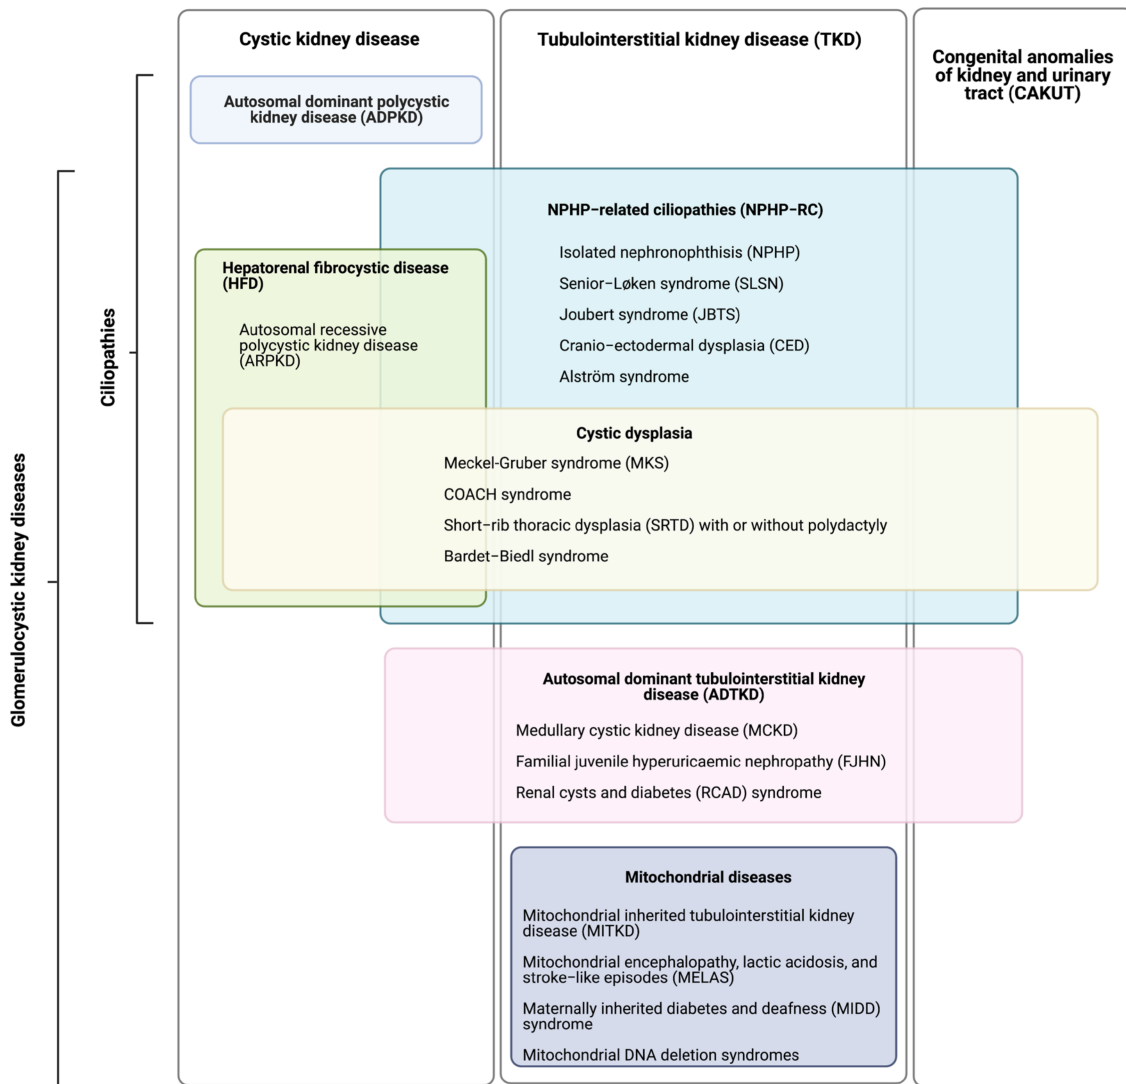 Cystic kidney disease
Tubulointerstitial kidney disease (TKD)
Congenital anomalies
of kidney and urinary
tract (CAKUT)
Autosomal dominant polycystic
kidney disease (ADPKD)
NPHP-related ciliopathies (NPHP-RC)
Isolated nephronophthisis (NPHP)
Senior-Løken syndrome (SLSN)
Joubert syndrome (JBTS)
Cranio-ectodermal dysplasia (CED)
Alström syndrome
Hepatorenal fibrocystic disease
(HFD)
Autosomal recessive
polycystic kidney disease
(ARPKD)
Ciliopathies
Cystic dysplasia
Meckel-Gruber syndrome (MKS)
COACH syndrome
Short-rib thoracic dysplasia (SRTD) with or without polydactyly
Bardet-Biedl syndrome
Glomerulocystic kidney diseases
Autosomal dominant tubulointerstitial kidney
disease (ADTKD)
Medullary cystic kidney disease (MCKD)
Familial juvenile hyperuricaemic nephropathy (FJHN)
Renal cysts and diabetes (RCAD) syndrome
Mitochondrial diseases
Mitochondrial inherited tubulointerstitial kidney
disease (MITKD)
Mitochondrial encephalopathy, lactic acidosis, and
stroke-like episodes (MELAS)
Maternally inherited diabetes and deafness (MIDD)
syndrome
Mitochondrial DNA deletion syndromes